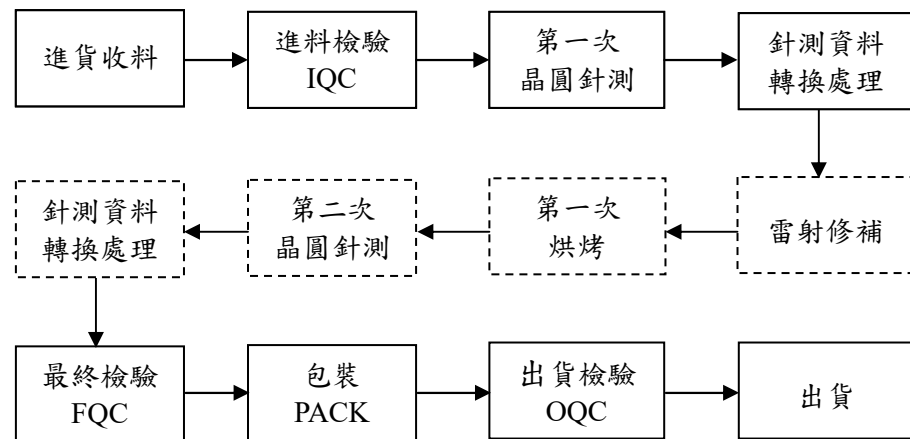 進貨收料
進料檢驗
IQC
第一次
晶圓針測
針測資料
轉換處理
雷射修補
第一次
烘烤
第二次
晶圓針測
針測資料
轉換處理
最終檢驗
FQC
包裝
PACK
出貨檢驗
OQC
出貨